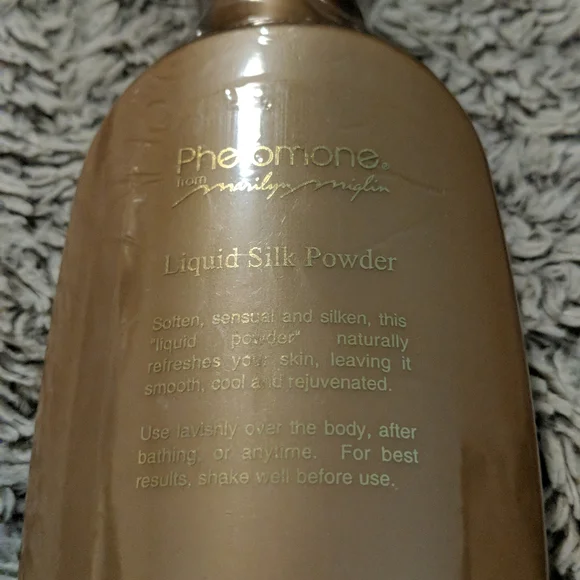 Pheromone®
from marilyn miglin
Liquid Silk Powder
Soften, sensual and silken, this
"liquid powder" naturally
refreshes your skin, leaving it
smooth, cool and rejuvenated.
Use lavishly over the body, after
bathing, or anytime. For best
results, shake well before use.